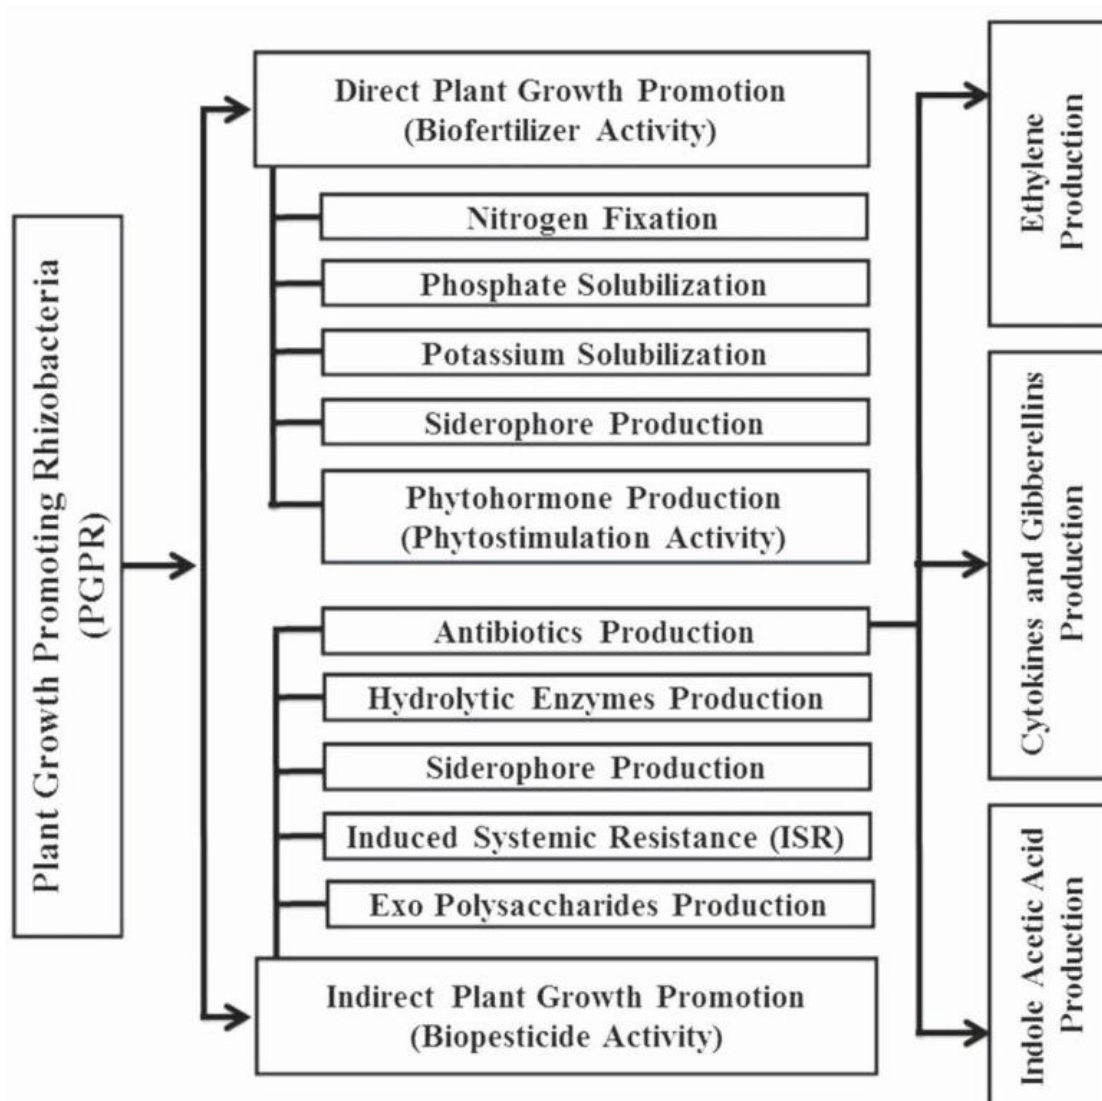 Plant Growth Promoting Rhizobacteria
(PGPR)
Direct Plant Growth Promotion
(Biofertilizer Activity)
Nitrogen Fixation
Phosphate Solubilization
Potassium Solubilization
Siderophore Production
Phytohormone Production
(Phytostimulation Activity)
Antibiotics Production
Hydrolytic Enzymes Production
Siderophore Production
Induced Systemic Resistance (ISR)
Exo Polysaccharides Production
Indirect Plant Growth Promotion
(Biopesticide Activity)
Ethylene
Production
Cytokines and Gibberellins
Production
Indole Acetic Acid
Production